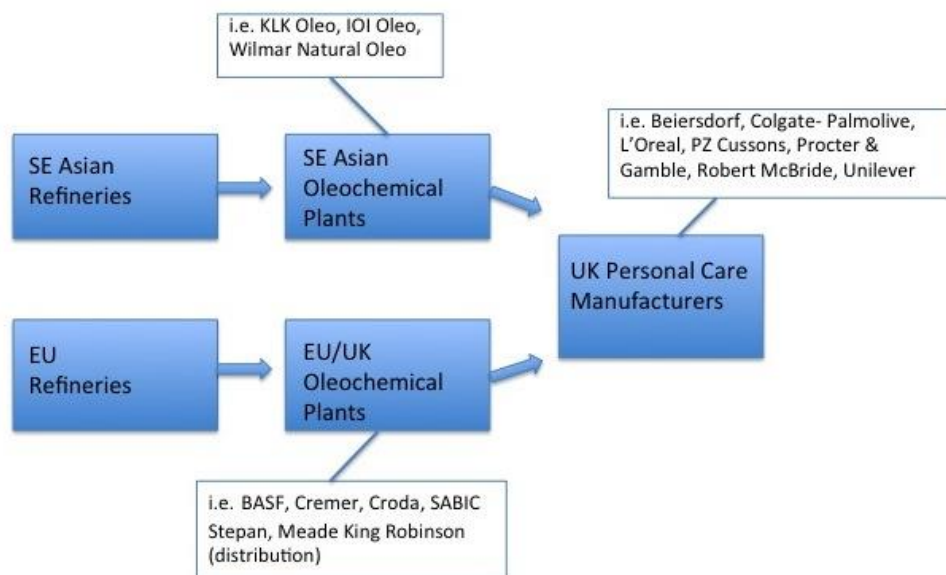 i.e. KLK Oleo, IOI Oleo,
Wilmar Natural Oleo
i.e. Beiersdorf, Colgate- Palmolive,
L'Oreal, PZ Cussons, Procter &
Gamble, Robert McBride, Unilever
SE Asian
Refineries
SE Asian
Oleochemical
Plants
UK Personal Care
Manufacturers
EU
Refineries
EU/UK
Oleochemical
Plants
i.e. BASF, Cremer, Croda, SABIC
Stepan, Meade King Robinson
(distribution)